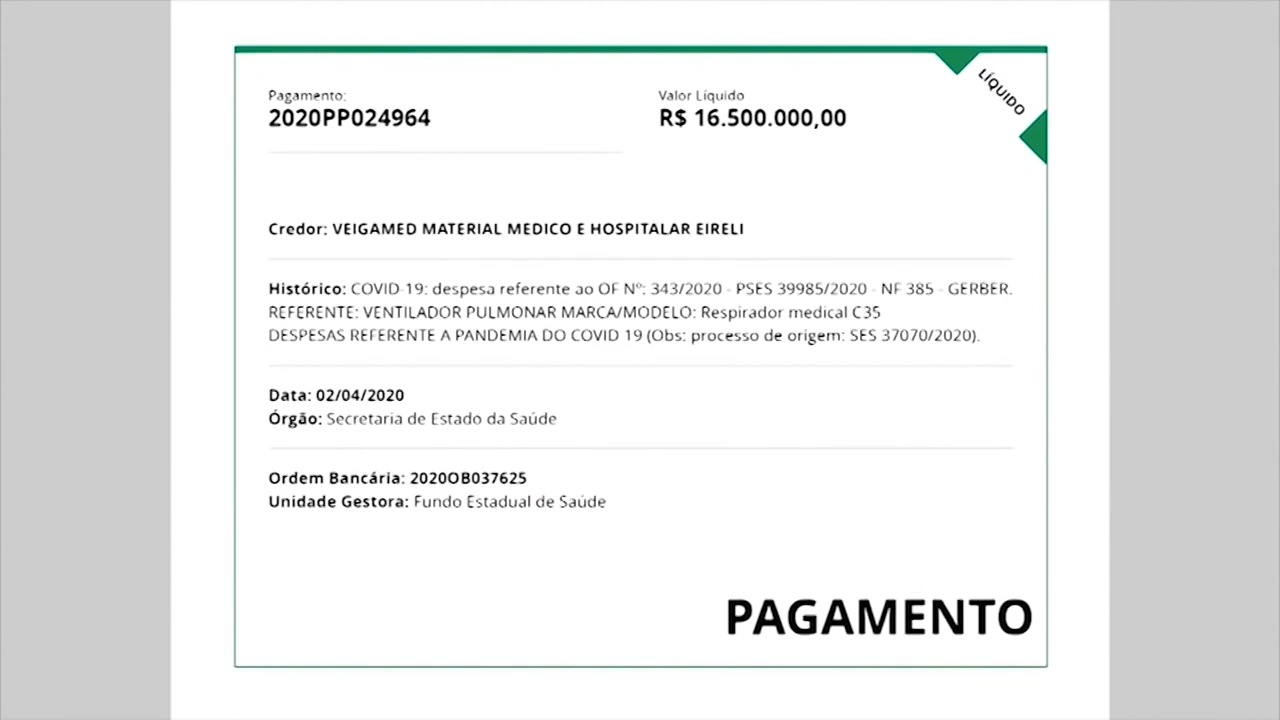 Pagamento:
2020PP024964
Valor Líquido
R$ 16.500.000,00
LÍQUIDO
Credor: VEIGAMED MATERIAL MEDICO E HOSPITALAR EIRELI
Histórico: COVID-19: despesa referente ao OF Nº: 343/2020 - PSES 39985/2020 - NF 385 - GERBER.
REFERENTE: VENTILADOR PULMONAR MARCA/MODELO: Respirador medical C35
DESPESAS REFERENTE A PANDEMIA DO COVID 19 (Obs: processo de origem: SES 37070/2020).
Data: 02/04/2020
Órgão: Secretaria de Estado da Saúde
Ordem Bancária: 2020OB037625
Unidade Gestora: Fundo Estadual de Saúde
PAGAMENTO